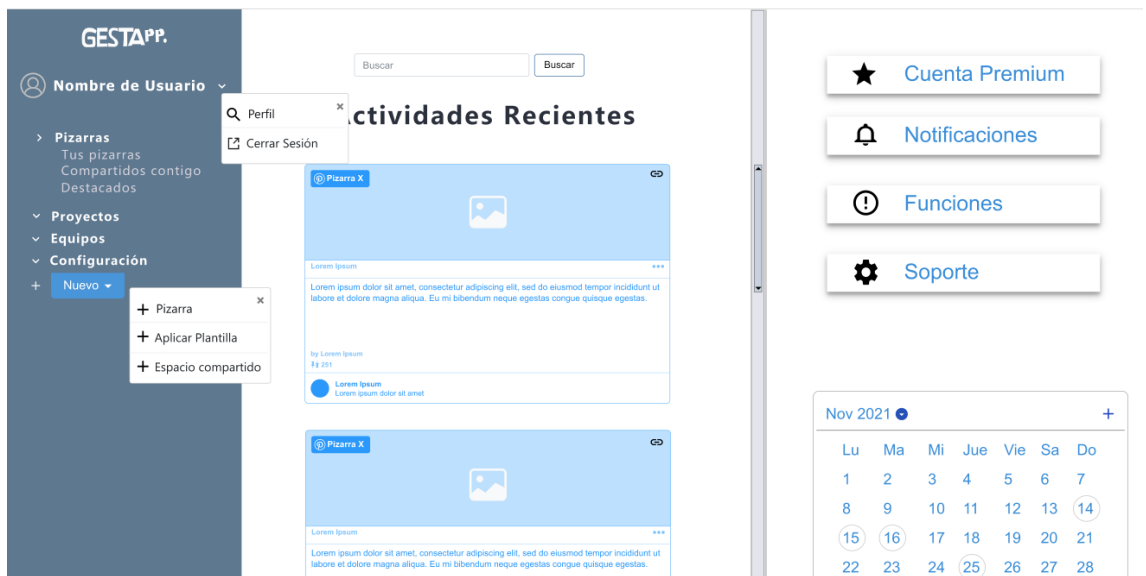 GESTAPP.
Nombre de Usuario
Perfil
Cerrar Sesión
Pizarras
Tus pizarras
Compartidos contigo
Destacados
Proyectos
Equipos
Configuración
+ Nuevo
Pizarra
Aplicar Plantilla
Espacio compartido
Buscar
Buscar
ctividades Recientes
Pizarra X
Lorem Ipsum
Lorem ipsum dolor sit amet, consectetur adipiscing elit, sed do eiusmod tempor incididunt ut
labore et dolore magna aliqua. Eu mi bibendum neque egestas congue quisque egestas.
by Lorem Ipsum
251
Lorem Ipsum
Lorem ipsum dolor sit amet
Pizarra X
Lorem Ipsum
Lorem ipsum dolor sit amet, consectetur adipiscing elit, sed do eiusmod tempor incididunt ut
labore et dolore magna aliqua. Eu mi bibendum neque egestas congue quisque egestas.
Cuenta Premium
Notificaciones
Funciones
Soporte
Nov 2021 +
Lu Ma Mi Jue Vie Sa Do
1 2 3 4 5 6 7
8 9 10 11 12 13 14
15 16 17 18 19 20 21
22 23 24 25 26 27 28